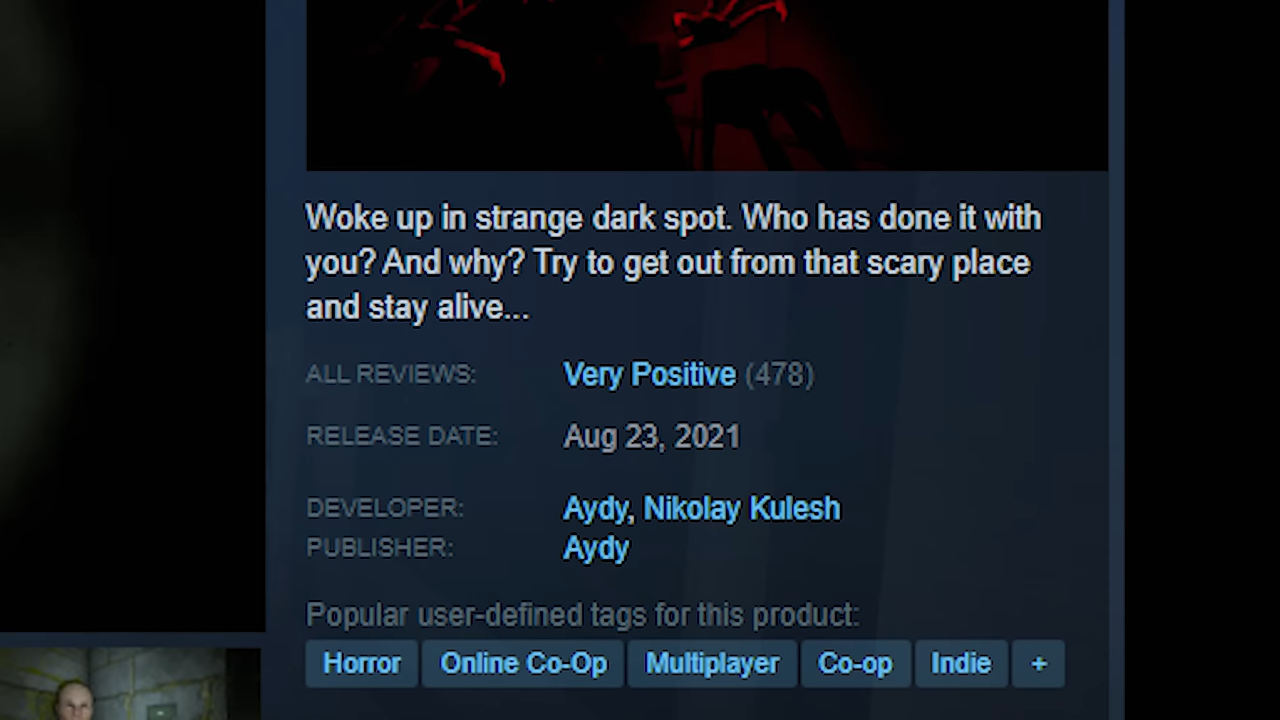 Woke up in strange dark spot. Who has done it with
you? And why? Try to get out from that scary place
and stay alive...
ALL REVIEWS: Very Positive (478)
RELEASE DATE: Aug 23, 2021
DEVELOPER: Aydy, Nikolay Kulesh
PUBLISHER: Aydy
Popular user-defined tags for this product:
Horror Online Co-Op Multiplayer Co-op Indie +